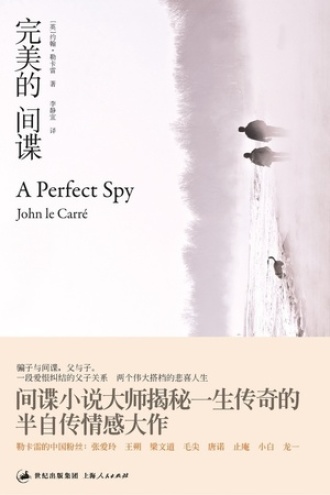 完美的 间谍
[英]约翰·勒卡雷 著
李静宜 译
A Perfect Spy
John le Carré
骗子与间谍，父与子，
一段爱恨纠结的父子关系 两个伟大搭档的悲喜人生
间谍小说大师揭秘一生传奇的
半自传情感大作
勒卡雷的中国粉丝：张爱玲 王朔 梁文道 毛尖 唐诺 止庵 小白 龙一
世纪出版集团 上海人民出版社